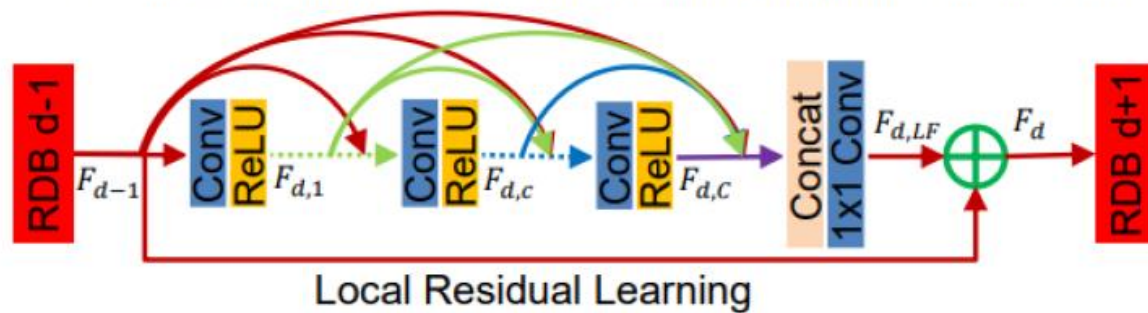 RDB d-1
F_{d-1}
Conv
ReLU
F_{d,1}
Conv
ReLU
F_{d,c}
Conv
ReLU
F_{d,C}
Concat
1x1 Conv
F_{d,LF}
F_d
RDB d+1
Local Residual Learning